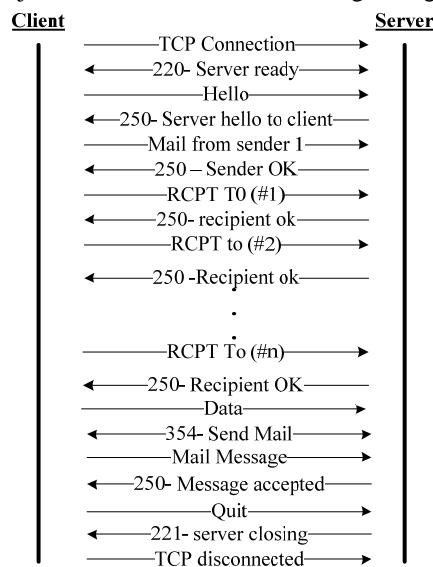 Client Server
TCP Connection
220- Server ready
Hello
250- Server hello to client
Mail from sender 1
250 – Sender OK
RCPT T0 (#1)
250- recipient ok
RCPT to (#2)
250 -Recipient ok
.
.
.
RCPT To (#n)
250- Recipient OK
Data
354- Send Mail
Mail Message
250- Message accepted
Quit
221- server closing
TCP disconnected